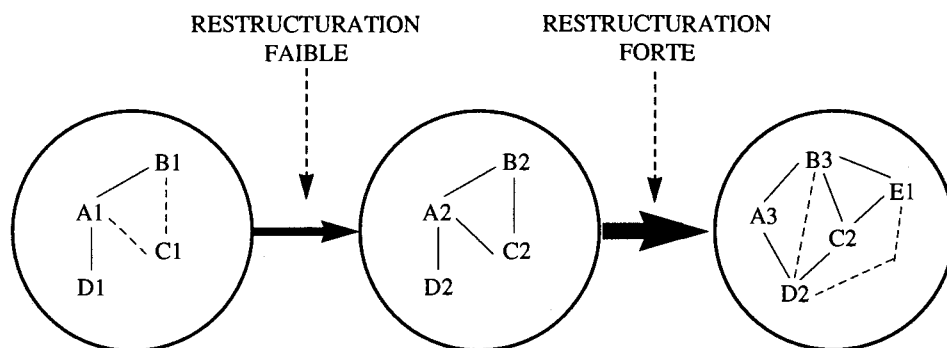 RESTRUCTURATION
FAIBLE
RESTRUCTURATION
FORTE
B1
A1
C1
D1
B2
A2
C2
D2
B3
E1
A3
C2
D2